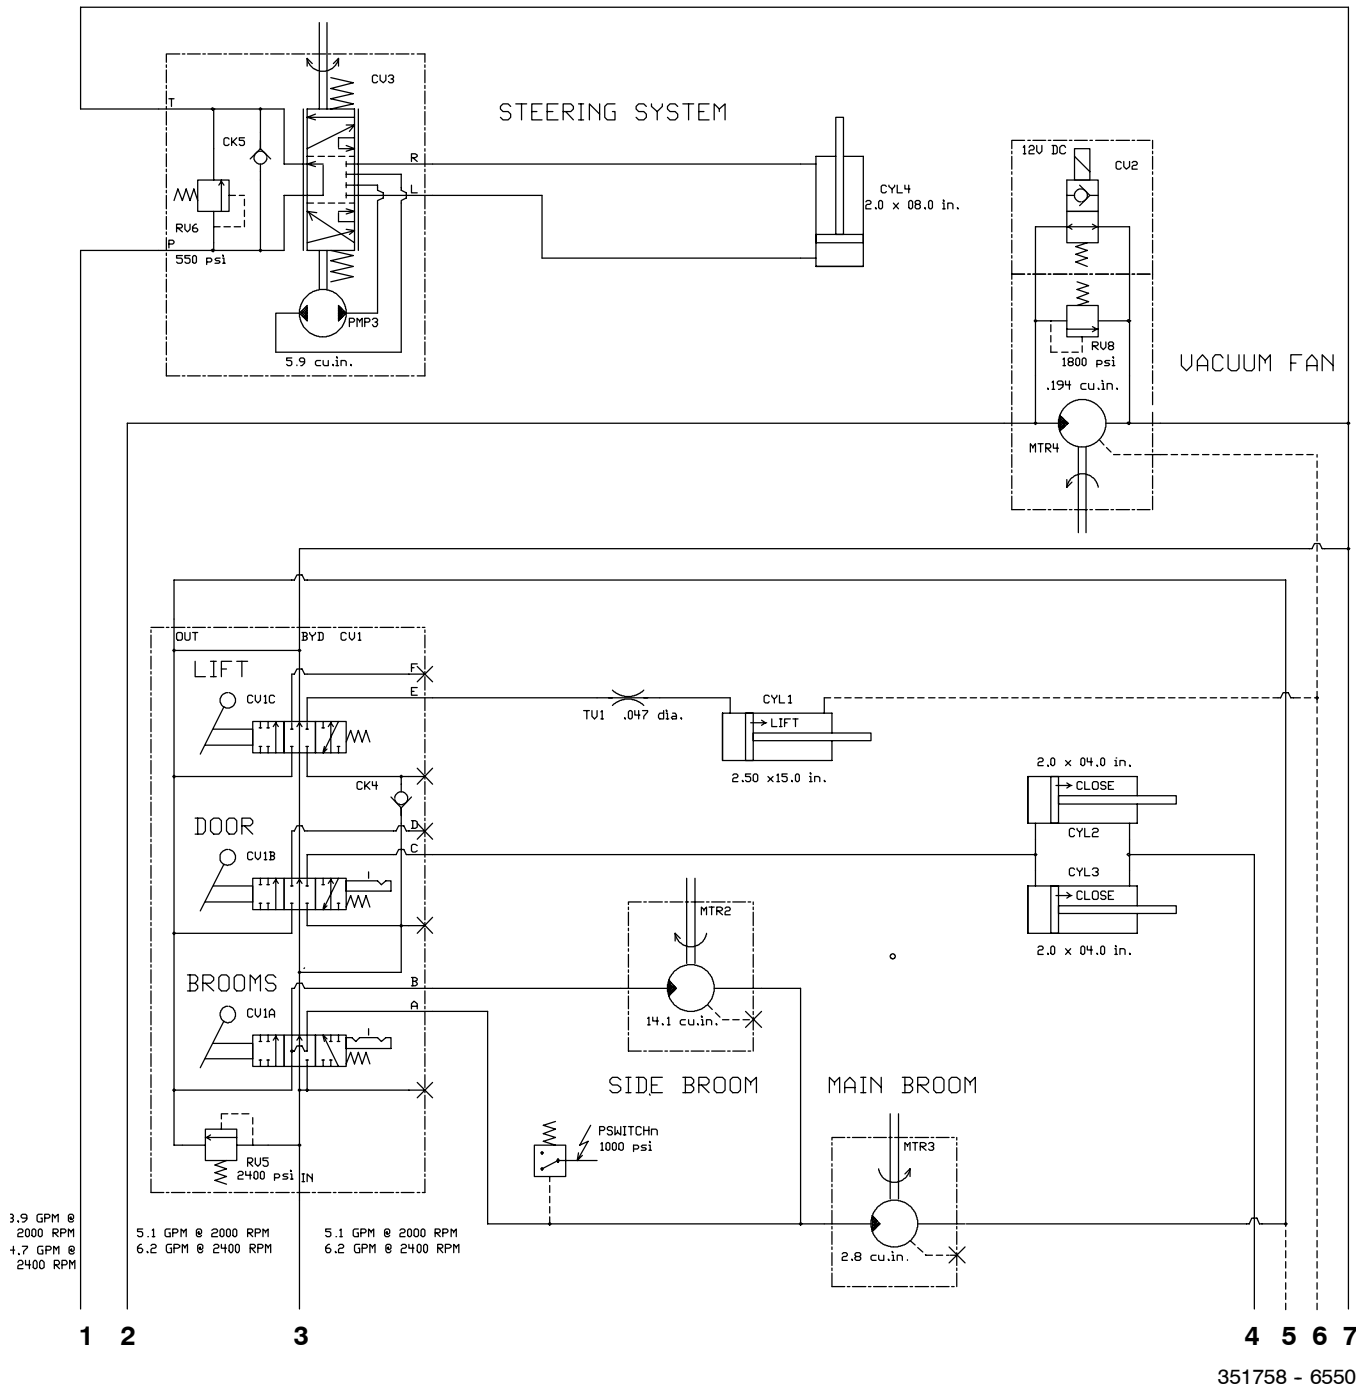 CV3
STEERING SYSTEM
T
CK5
R
L
CYL4
2.0 x 08.0 in.
RV6
P
550 psi
PMP3
5.9 cu.in.
12V DC
CV2
RV8
1800 psi
VACUUM FAN
.194 cu.in.
MTR4
OUT
BYD CV1
LIFT
F
CV1C
E
TV1 .047 dia.
CYL1
LIFT
2.50 x15.0 in.
2.0 x 04.0 in.
CLOSE
CYL2
CK4
DOOR
D
CV1B
C
CYL3
CLOSE
2.0 x 04.0 in.
MTR2
BROOMS
B
CV1A
A
14.1 cu.in.
SIDE BROOM
MAIN BROOM
PSWITCHn
1000 psi
MTR3
RV5
2400 psi IN
2.8 cu.in.
3.9 GPM @
2000 RPM
4.7 GPM @
2400 RPM
5.1 GPM @ 2000 RPM
6.2 GPM @ 2400 RPM
5.1 GPM @ 2000 RPM
6.2 GPM @ 2400 RPM
1 2 3 4 5 6 7
351758 - 6550